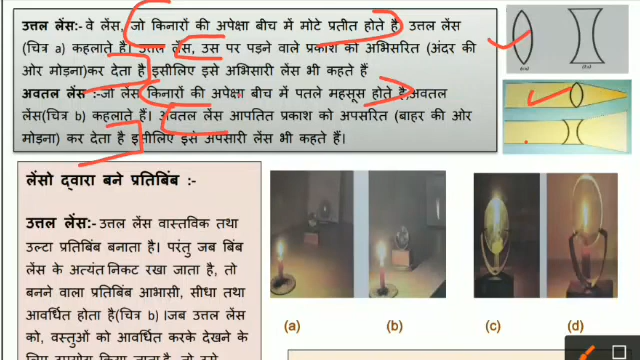 उत्तल लेंस:- वे लेंस, जो किनारों की अपेक्षा बीच में मोटे प्रतीत होते है, उत्तल लेंस
(चित्र a) कहलाते है। उत्तल लेंस, उस पर पड़ने वाले प्रकाश को अभिसरित (अंदर की
ओर मोड़ना)कर देता है इसीलिए इसे अभिसारी लेंस भी कहते हैं
अवतल लेंस :-जो लेंस किनारों की अपेक्षा बीच में पतले महसूस होते है,अवतल
लेंस(चित्र b) कहलाते हैं। अवतल लेंस आपतित प्रकाश को अपसरित (बाहर की ओर
मोड़ना) कर देता है इसीलिए इसे अपसारी लेंस भी कहते हैं।
लेंसो द्वारा बने प्रतिबिंब :-
उत्तल लेंस:- उत्तल लेंस वास्तविक तथा
उल्टा प्रतिबिंब बनाता है। परंतु जब बिंब
लेंस के अत्यंत निकट रखा जाता है, तो
बनने वाला प्रतिबिंब आभासी, सीधा तथा
आवर्धित होता है(चित्र b) ।जब उत्तल लेंस
को, वस्तुओं को आवर्धित करके देखने के
लिए उपयोग किया जाता है, तो उसे
(a)
(b)
(c)
(d)